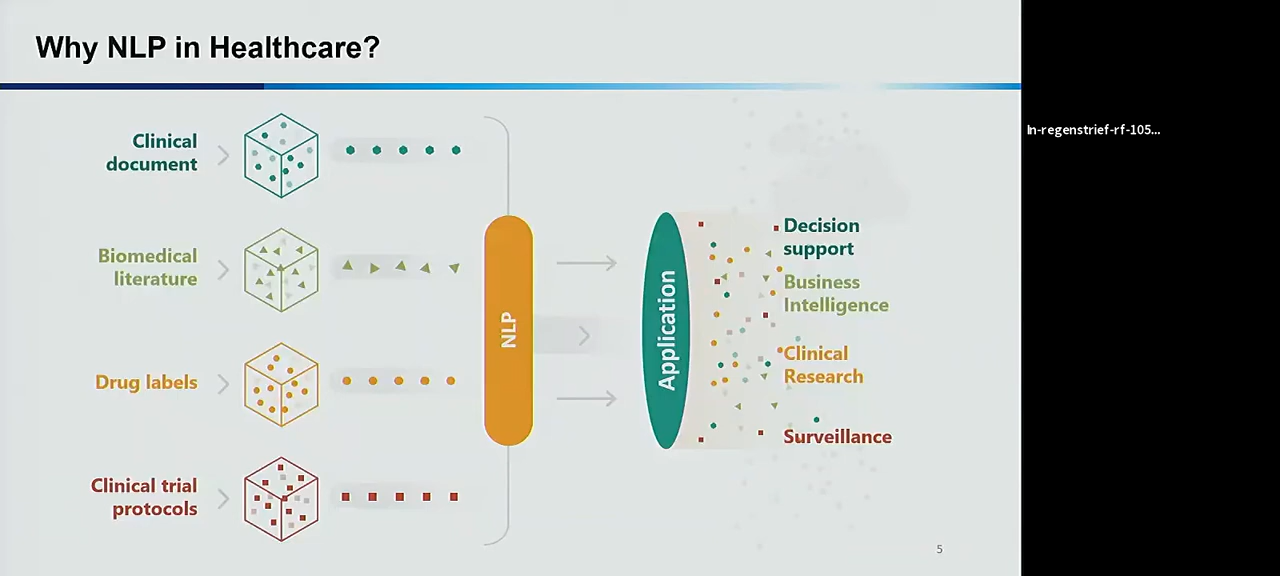 Why NLP in Healthcare?
In-regenstrief-rf-105...
Clinical
document
Biomedical
literature
Drug labels
Clinical trial
protocols
NLP
Application
Decision
support
Business
Intelligence
Clinical
Research
Surveillance
5